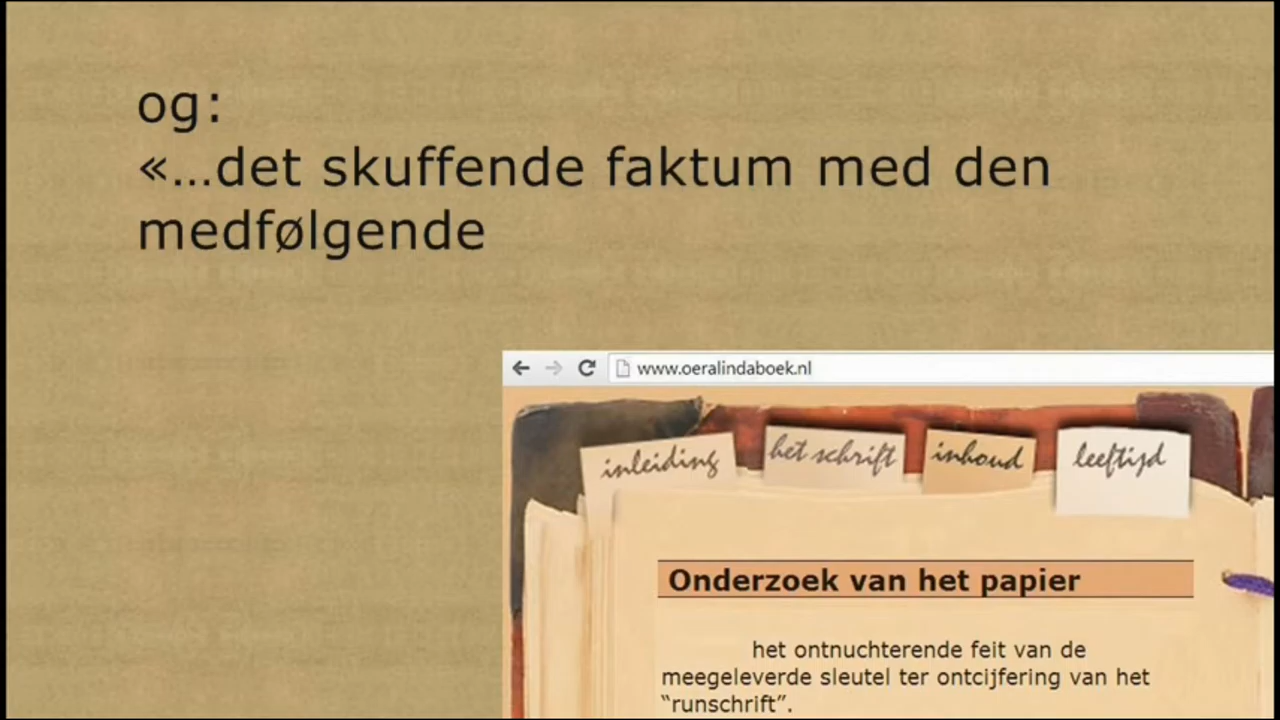 og:
«...det skuffende faktum med den
medfølgende
www.oeralindaboek.nl
inleiding
het schrift
inhoud
leeftijd
Onderzoek van het papier
het ontnuchterende feit van de
meegeleverde sleutel ter ontcijfering van het
“runschrift”.